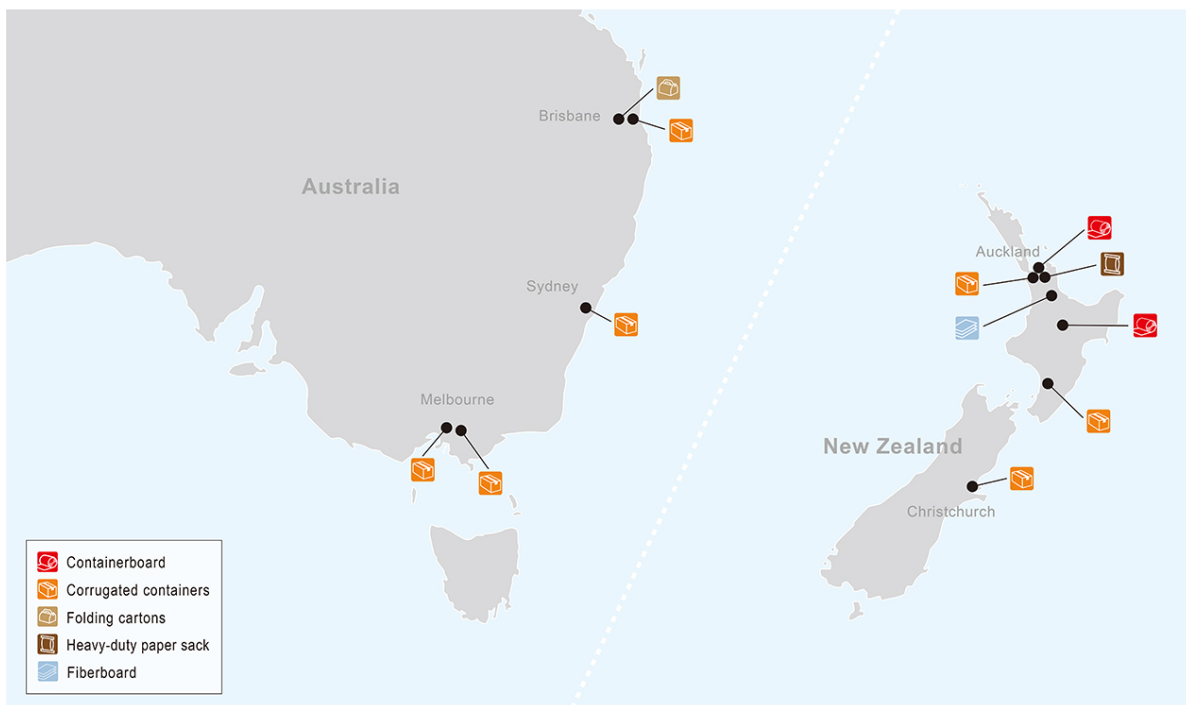 Brisbane
Australia
Auckland
Sydney
Melbourne
New Zealand
Christchurch
Containerboard
Corrugated containers
Folding cartons
Heavy-duty paper sack
Fiberboard